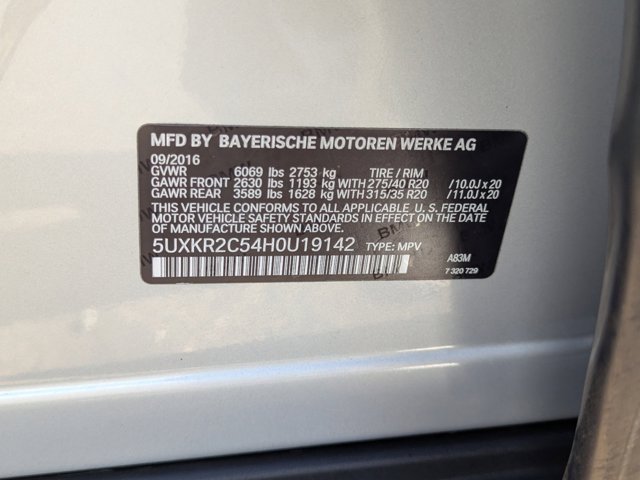 MFD BY BAYERISCHE MOTOREN WERKE AG
09/2016
GVWR 6069 lbs 2753 kg TIRE / RIM
GAWR FRONT 2630 lbs 1193 kg WITH 275/40 R20 /10.0J x 20
GAWR REAR 3589 lbs 1628 kg WITH 315/35 R20 /11.0J x 20
THIS VEHICLE CONFORMS TO ALL APPLICABLE U. S. FEDERAL
MOTOR VEHICLE SAFETY STANDARDS IN EFFECT ON THE DATE
OF MANUFACTURE SHOWN ABOVE.
5UXKR2C54H0U19142 TYPE: MPV
A83M
7 320 729